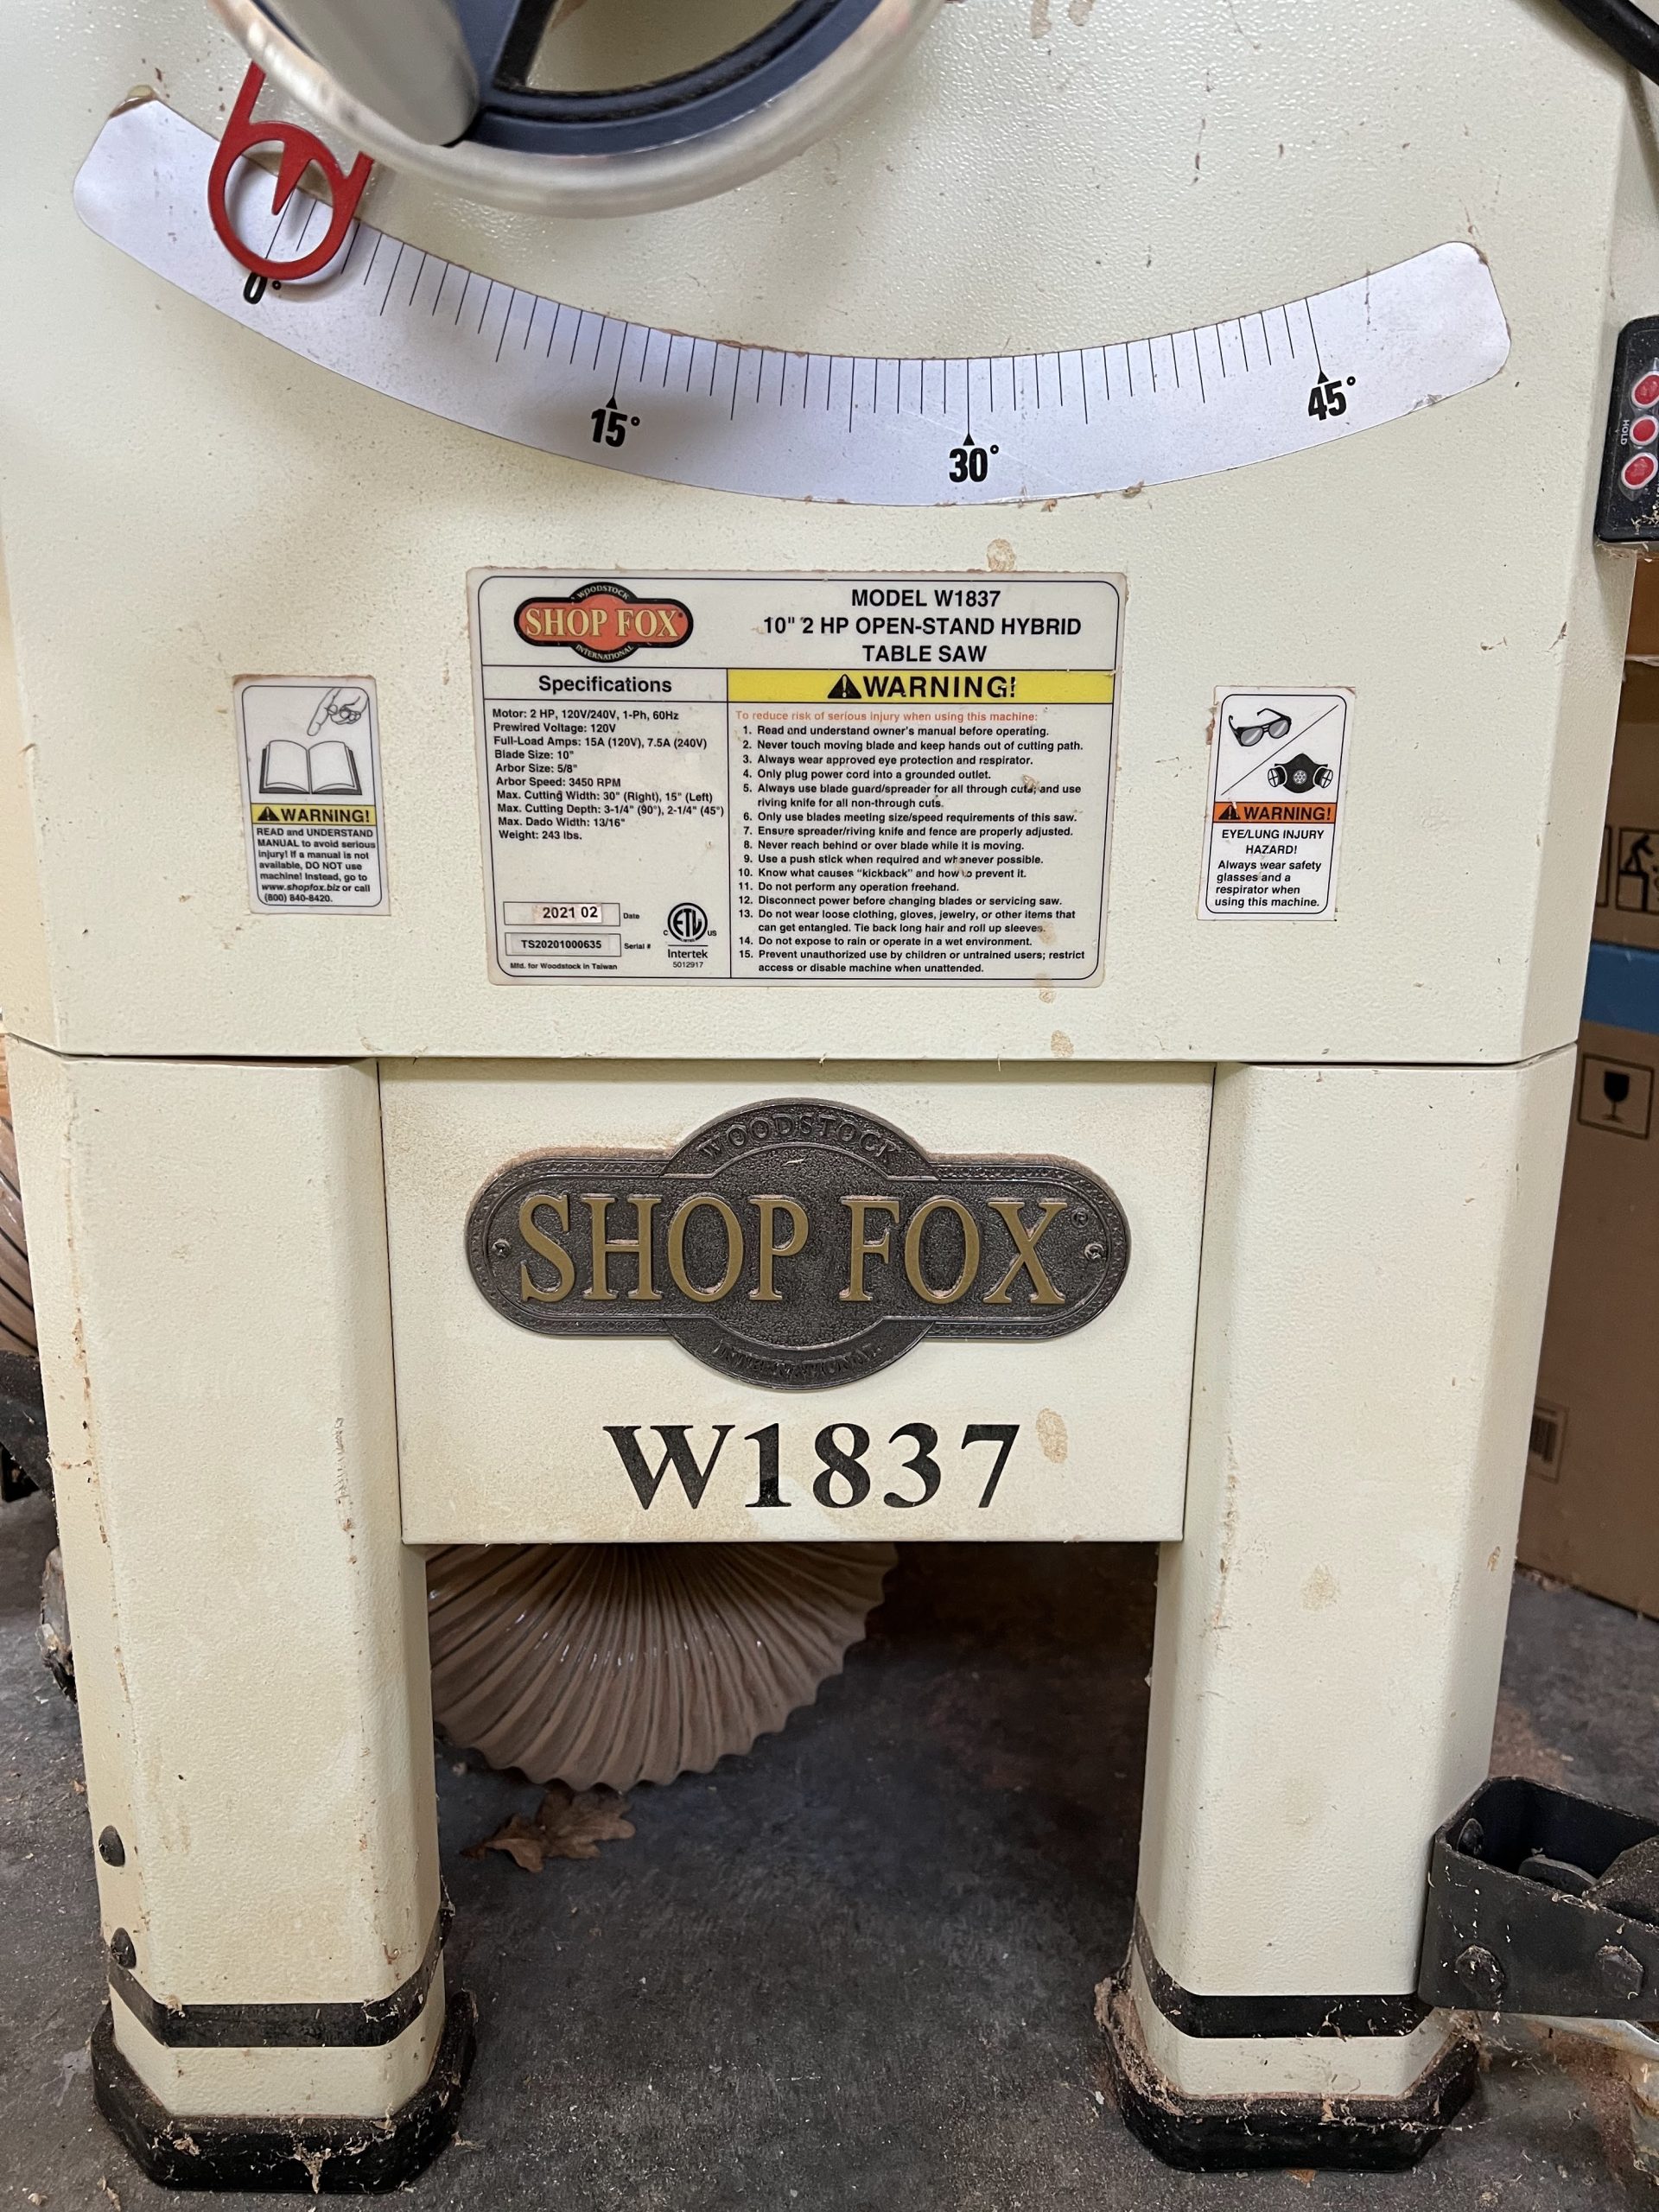 0°
15°
30°
45°
HOLD
WOODSTOCK
SHOP FOX®
INTERNATIONAL
MODEL W1837
10" 2 HP OPEN-STAND HYBRID
TABLE SAW
Specifications
Motor: 2 HP, 120V/240V, 1-Ph, 60Hz
Prewired Voltage: 120V
Full-Load Amps: 15A (120V), 7.5A (240V)
Blade Size: 10"
Arbor Size: 5/8"
Arbor Speed: 3450 RPM
Max. Cutting Width: 30" (Right), 15" (Left)
Max. Cutting Depth: 3-1/4" (90°), 2-1/4" (45°)
Max. Dado Width: 13/16"
Weight: 243 lbs.
2021 02 Date
TS20201000635 Serial #
Mfd. for Woodstock in Taiwan
C ETL US
Intertek
5012917
WARNING!
To reduce risk of serious injury when using this machine:
1. Read and understand owner's manual before operating.
2. Never touch moving blade and keep hands out of cutting path.
3. Always wear approved eye protection and respirator.
4. Only plug power cord into a grounded outlet.
5. Always use blade guard/spreader for all through cuts, and use
riving knife for all non-through cuts.
6. Only use blades meeting size/speed requirements of this saw.
7. Ensure spreader/riving knife and fence are properly adjusted.
8. Never reach behind or over blade while it is moving.
9. Use a push stick when required and whenever possible.
10. Know what causes "kickback" and how to prevent it.
11. Do not perform any operation freehand.
12. Disconnect power before changing blades or servicing saw.
13. Do not wear loose clothing, gloves, jewelry, or other items that
can get entangled. Tie back long hair and roll up sleeves.
14. Do not expose to rain or operate in a wet environment.
15. Prevent unauthorized use by children or untrained users; restrict
access or disable machine when unattended.
WARNING!
READ and UNDERSTAND
MANUAL to avoid serious
injury! If a manual is not
available, DO NOT use
machine! Instead, go to
www.shopfox.biz or call
(800) 840-8420.
WARNING!
EYE/LUNG INJURY
HAZARD!
Always wear safety
glasses and a
respirator when
using this machine.
WOODSTOCK
SHOP FOX®
INTERNATIONAL
W1837